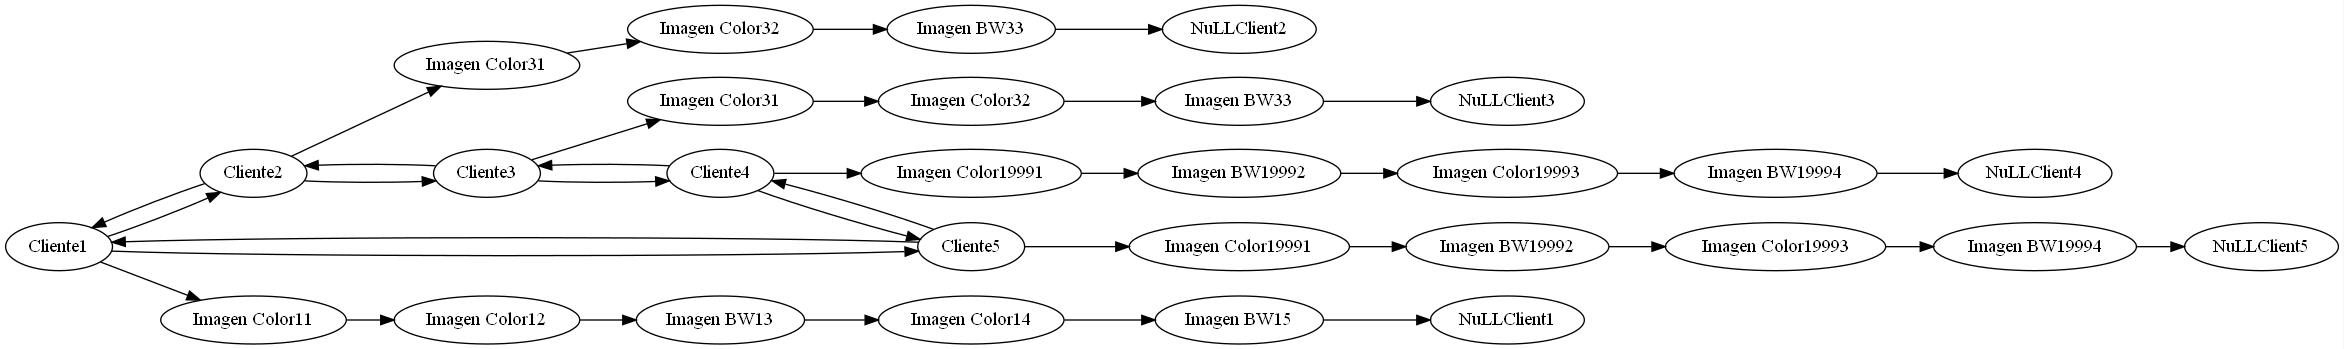 Imagen Color32
Imagen BW33
NuLLClient2
Imagen Color31
Imagen Color31
Imagen Color32
Imagen BW33
NuLLClient3
Cliente2
Cliente3
Cliente4
Imagen Color19991
Imagen BW19992
Imagen Color19993
Imagen BW19994
NuLLClient4
Cliente1
Cliente5
Imagen Color19991
Imagen BW19992
Imagen Color19993
Imagen BW19994
NuLLClient5
Imagen Color11
Imagen Color12
Imagen BW13
Imagen Color14
Imagen BW15
NuLLClient1